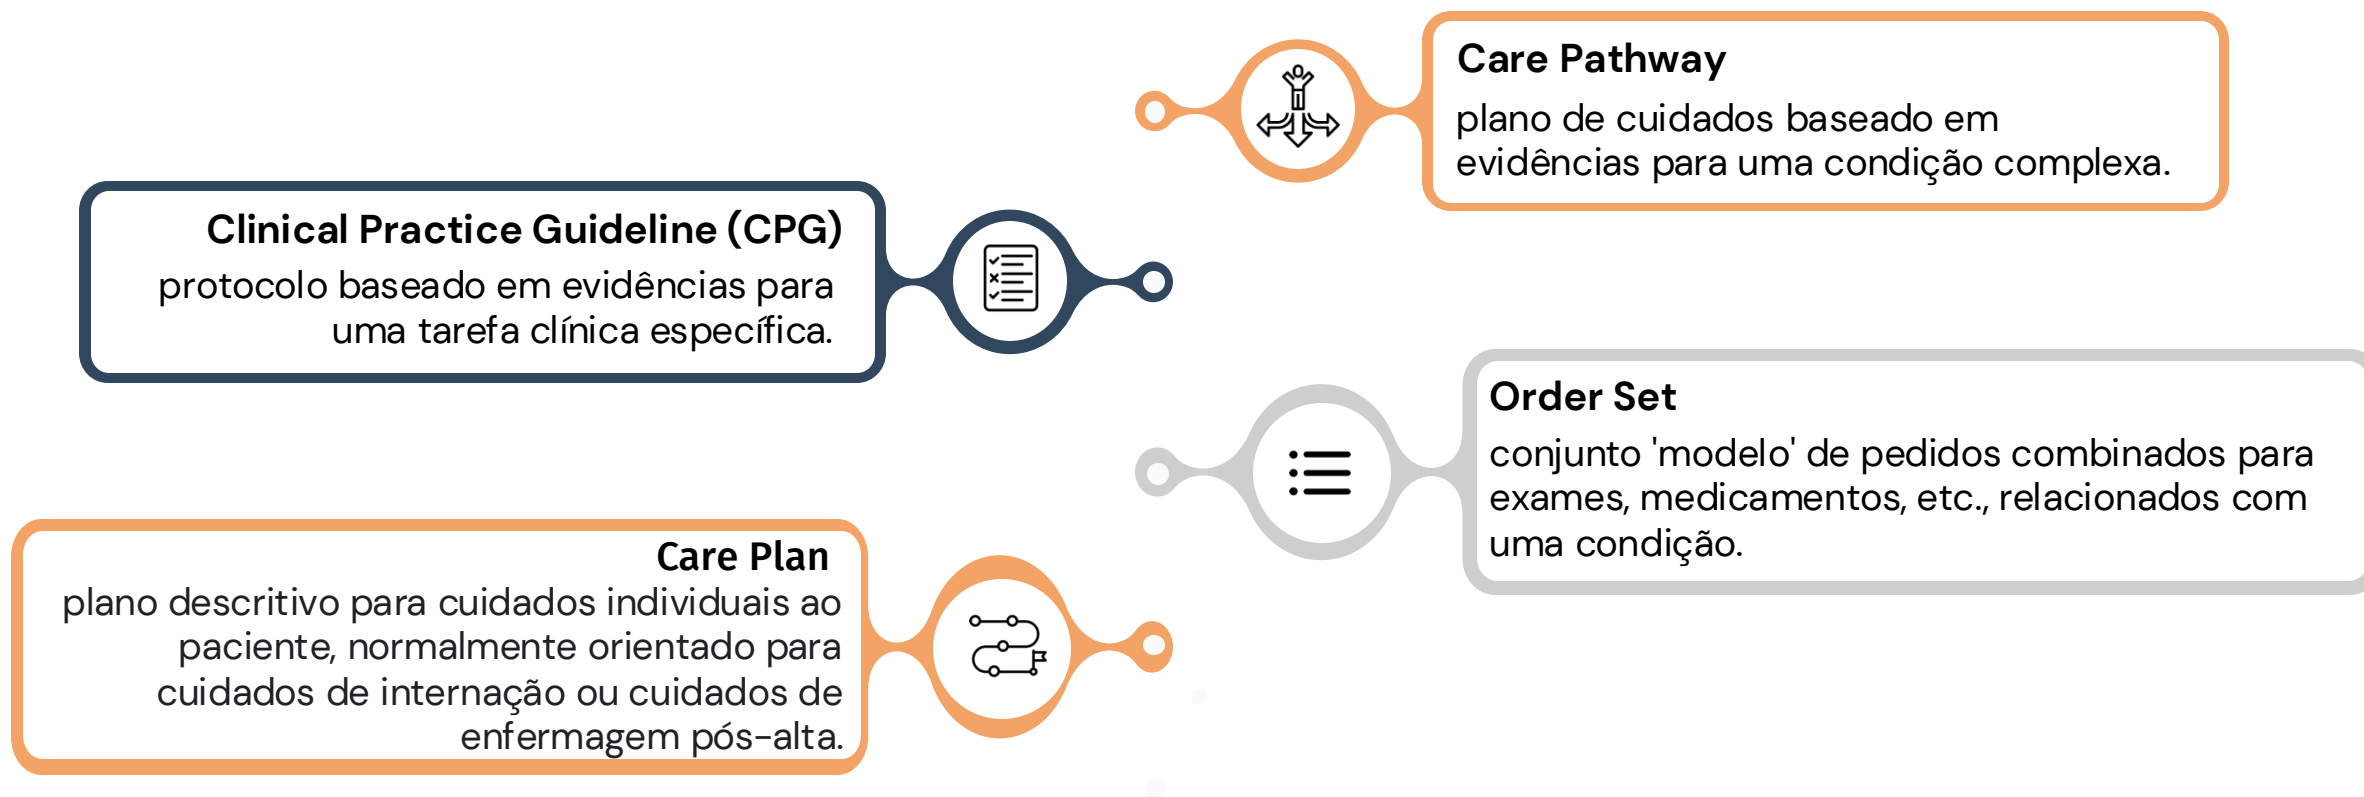 Care Pathway
plano de cuidados baseado em
evidências para uma condição complexa.
Clinical Practice Guideline (CPG)
protocolo baseado em evidências para
uma tarefa clínica específica.
Order Set
conjunto 'modelo' de pedidos combinados para
exames, medicamentos, etc., relacionados com
uma condição.
Care Plan
plano descritivo para cuidados individuais ao
paciente, normalmente orientado para
cuidados de internação ou cuidados de
enfermagem pós-alta.